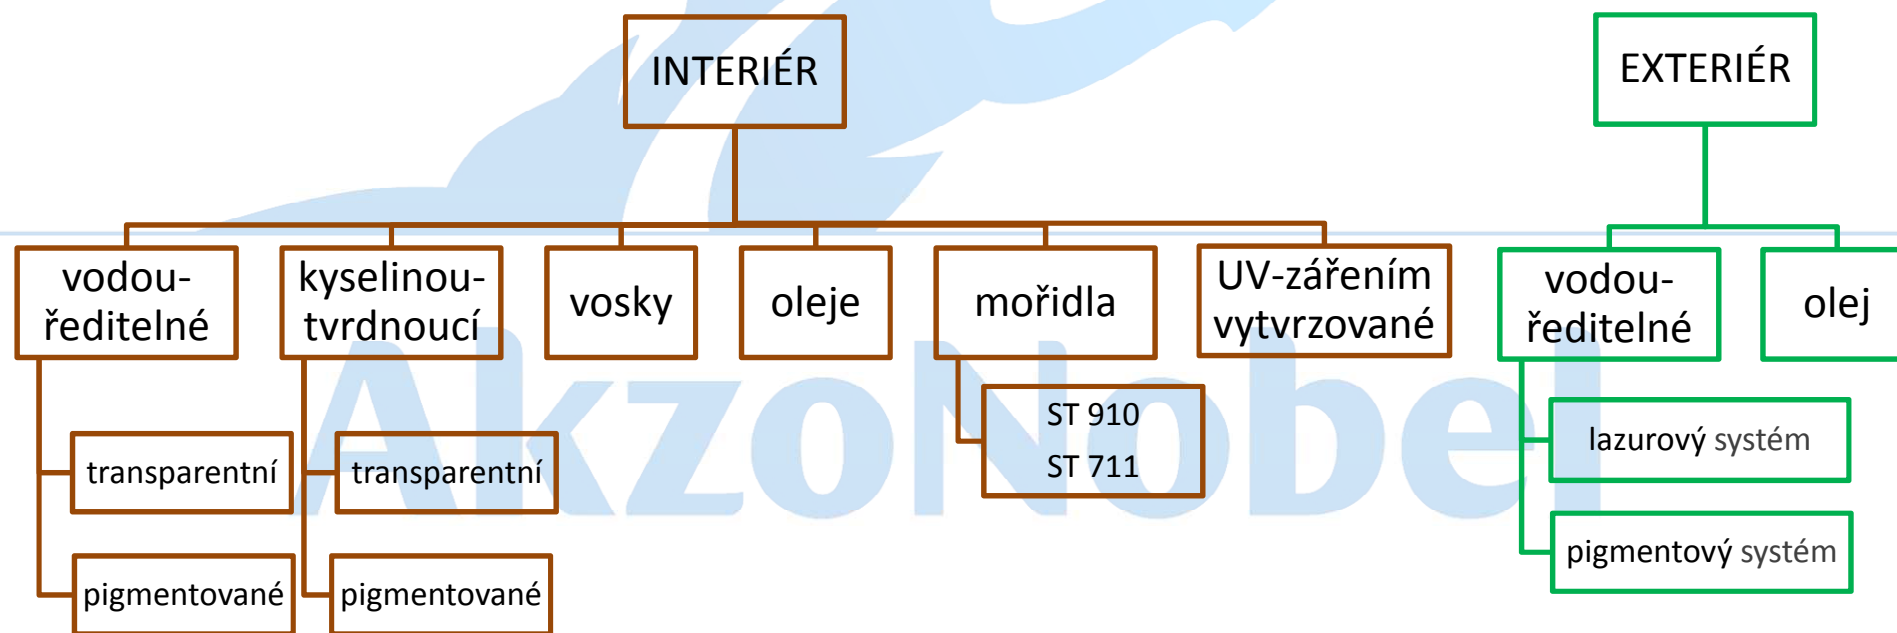 INTERIÉR
EXTERIÉR
vodou-
ředitelné
kyselinou-
tvrdnoucí
vosky
oleje
mořidla
UV-zářením
vytvrzované
vodou-
ředitelné
olej
transparentní
pigmentované
transparentní
pigmentované
ST 910
ST 711
lazurový systém
pigmentový systém
AkzoNobel